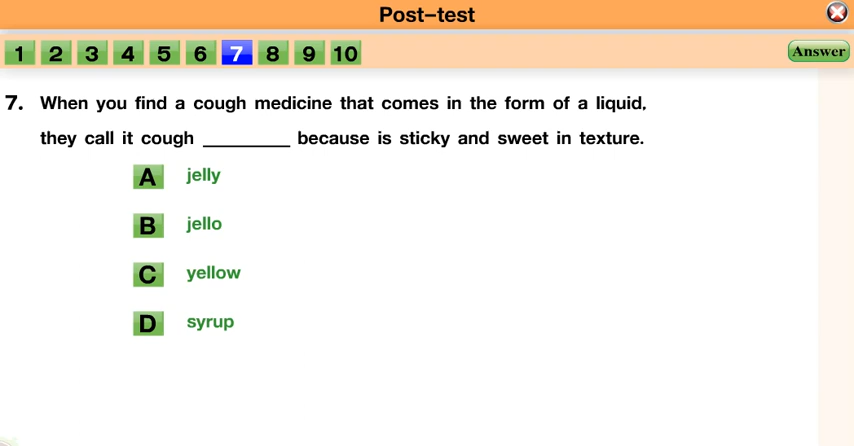 Post-test
1 2 3 4 5 6 7 8 9 10
Answer
7. When you find a cough medicine that comes in the form of a liquid,
they call it cough _________ because is sticky and sweet in texture.
A jelly
B jello
C yellow
D syrup